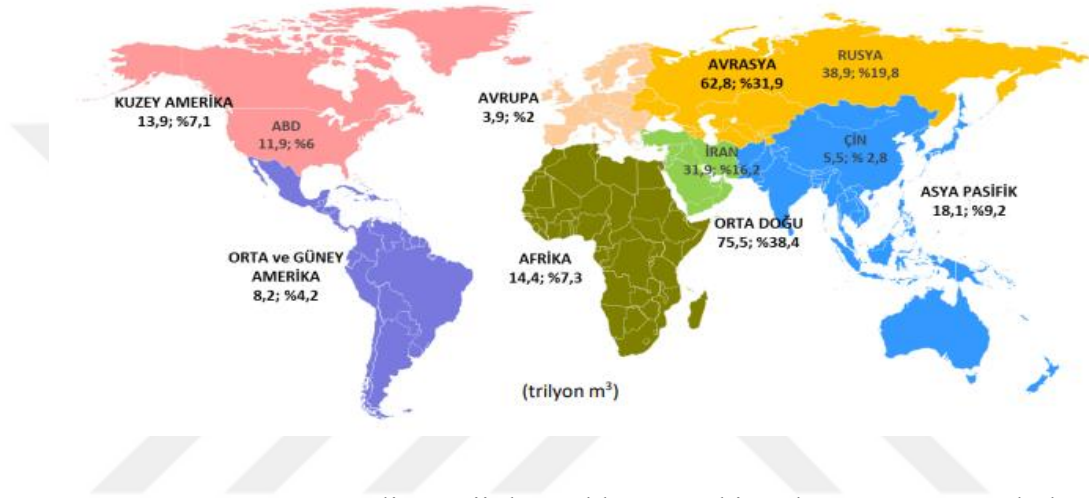 KUZEY AMERİKA
13,9; %7,1
ABD
11,9; %6
ORTA ve GÜNEY
AMERİKA
8,2; %4,2
AVRUPA
3,9; %2
AVRASYA
62,8; %31,9
RUSYA
38,9; %19,8
İRAN
31,9; %16,2
ÇİN
5,5; % 2,8
ASYA PASİFİK
18,1; %9,2
ORTA DOĞU
75,5; %38,4
AFRİKA
14,4; %7,3
(trilyon m³)